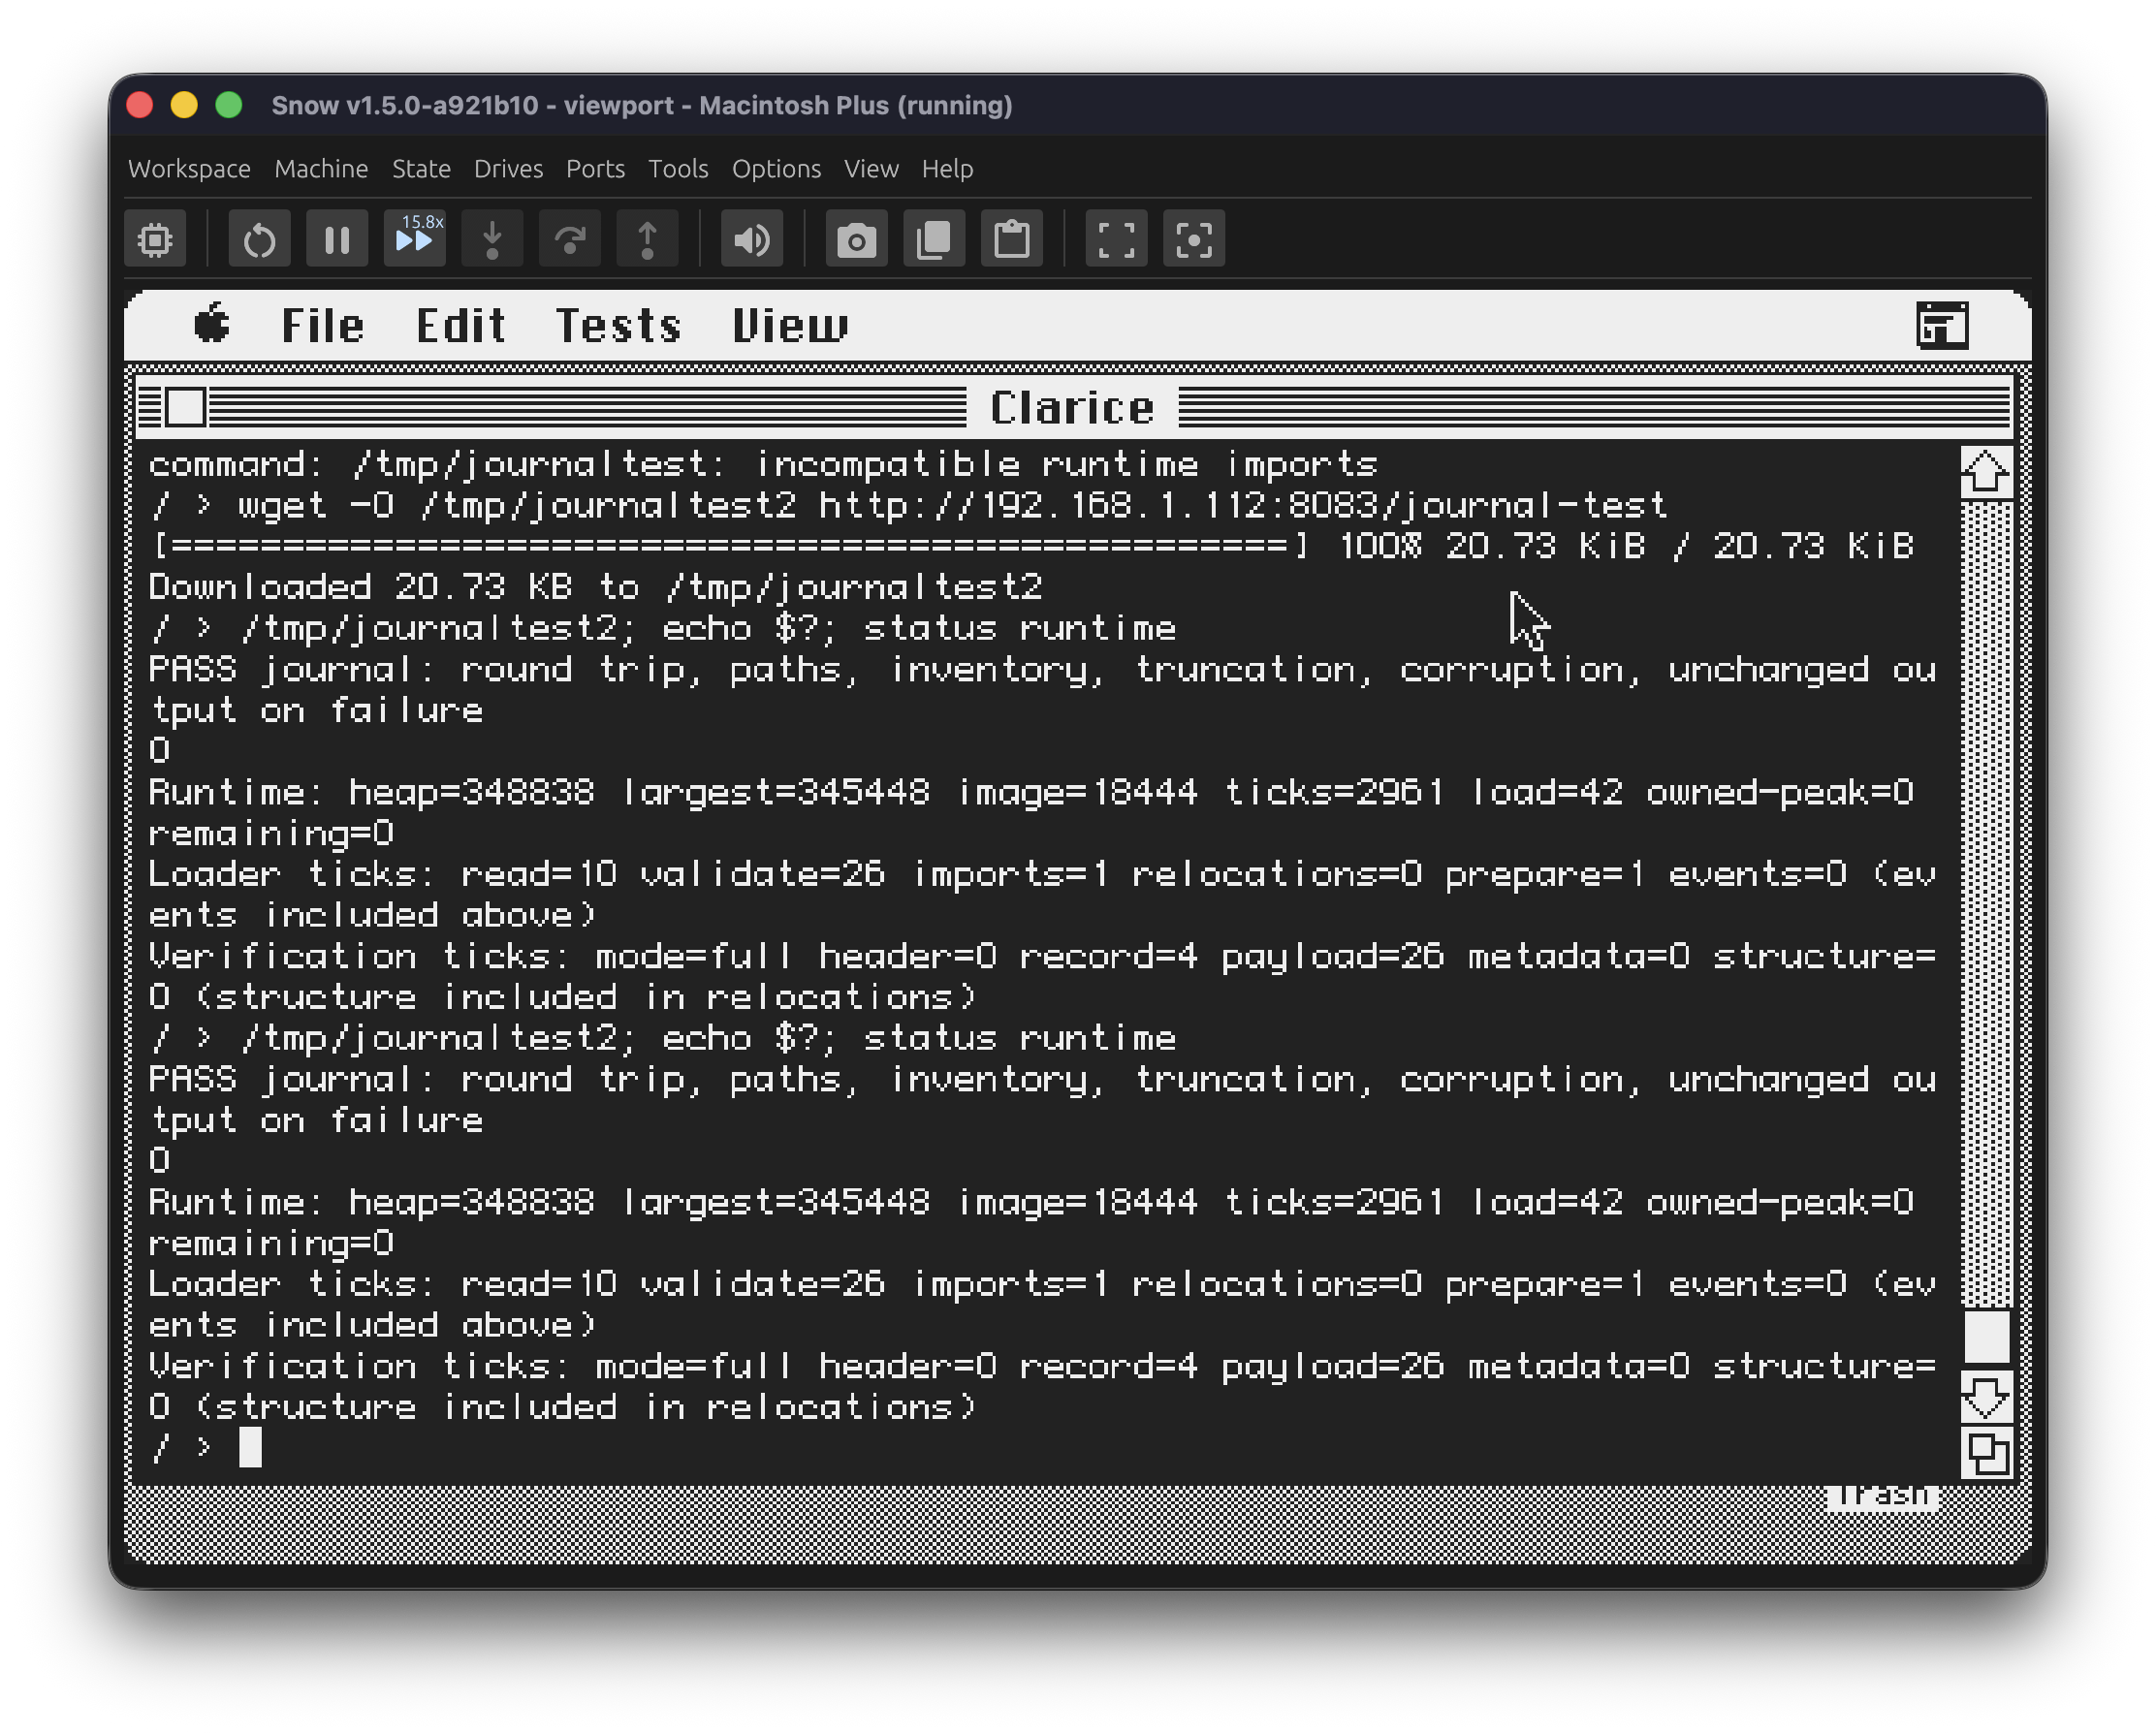 Snow v1.5.0-a921b10 - viewport - Macintosh Plus (running)
Workspace Machine State Drives Ports Tools Options View Help
15.8x
File Edit Tests View
Clarice
command: /tmp/journaltest: incompatible runtime imports
/ > wget -O /tmp/journaltest2 http://192.168.1.112:8083/journal-test
[==================================================] 100% 20.73 KiB / 20.73 KiB
Downloaded 20.73 KB to /tmp/journaltest2
/ > /tmp/journaltest2; echo $?; status runtime
PASS journal: round trip, paths, inventory, truncation, corruption, unchanged ou
tput on failure
0
Runtime: heap=348838 largest=345448 image=18444 ticks=2961 load=42 owned-peak=0
remaining=0
Loader ticks: read=10 validate=26 imports=1 relocations=0 prepare=1 events=0 (ev
ents included above)
Verification ticks: mode=full header=0 record=4 payload=26 metadata=0 structure=
0 (structure included in relocations)
/ > /tmp/journaltest2; echo $?; status runtime
PASS journal: round trip, paths, inventory, truncation, corruption, unchanged ou
tput on failure
0
Runtime: heap=348838 largest=345448 image=18444 ticks=2961 load=42 owned-peak=0
remaining=0
Loader ticks: read=10 validate=26 imports=1 relocations=0 prepare=1 events=0 (ev
ents included above)
Verification ticks: mode=full header=0 record=4 payload=26 metadata=0 structure=
0 (structure included in relocations)
/ >
Trash